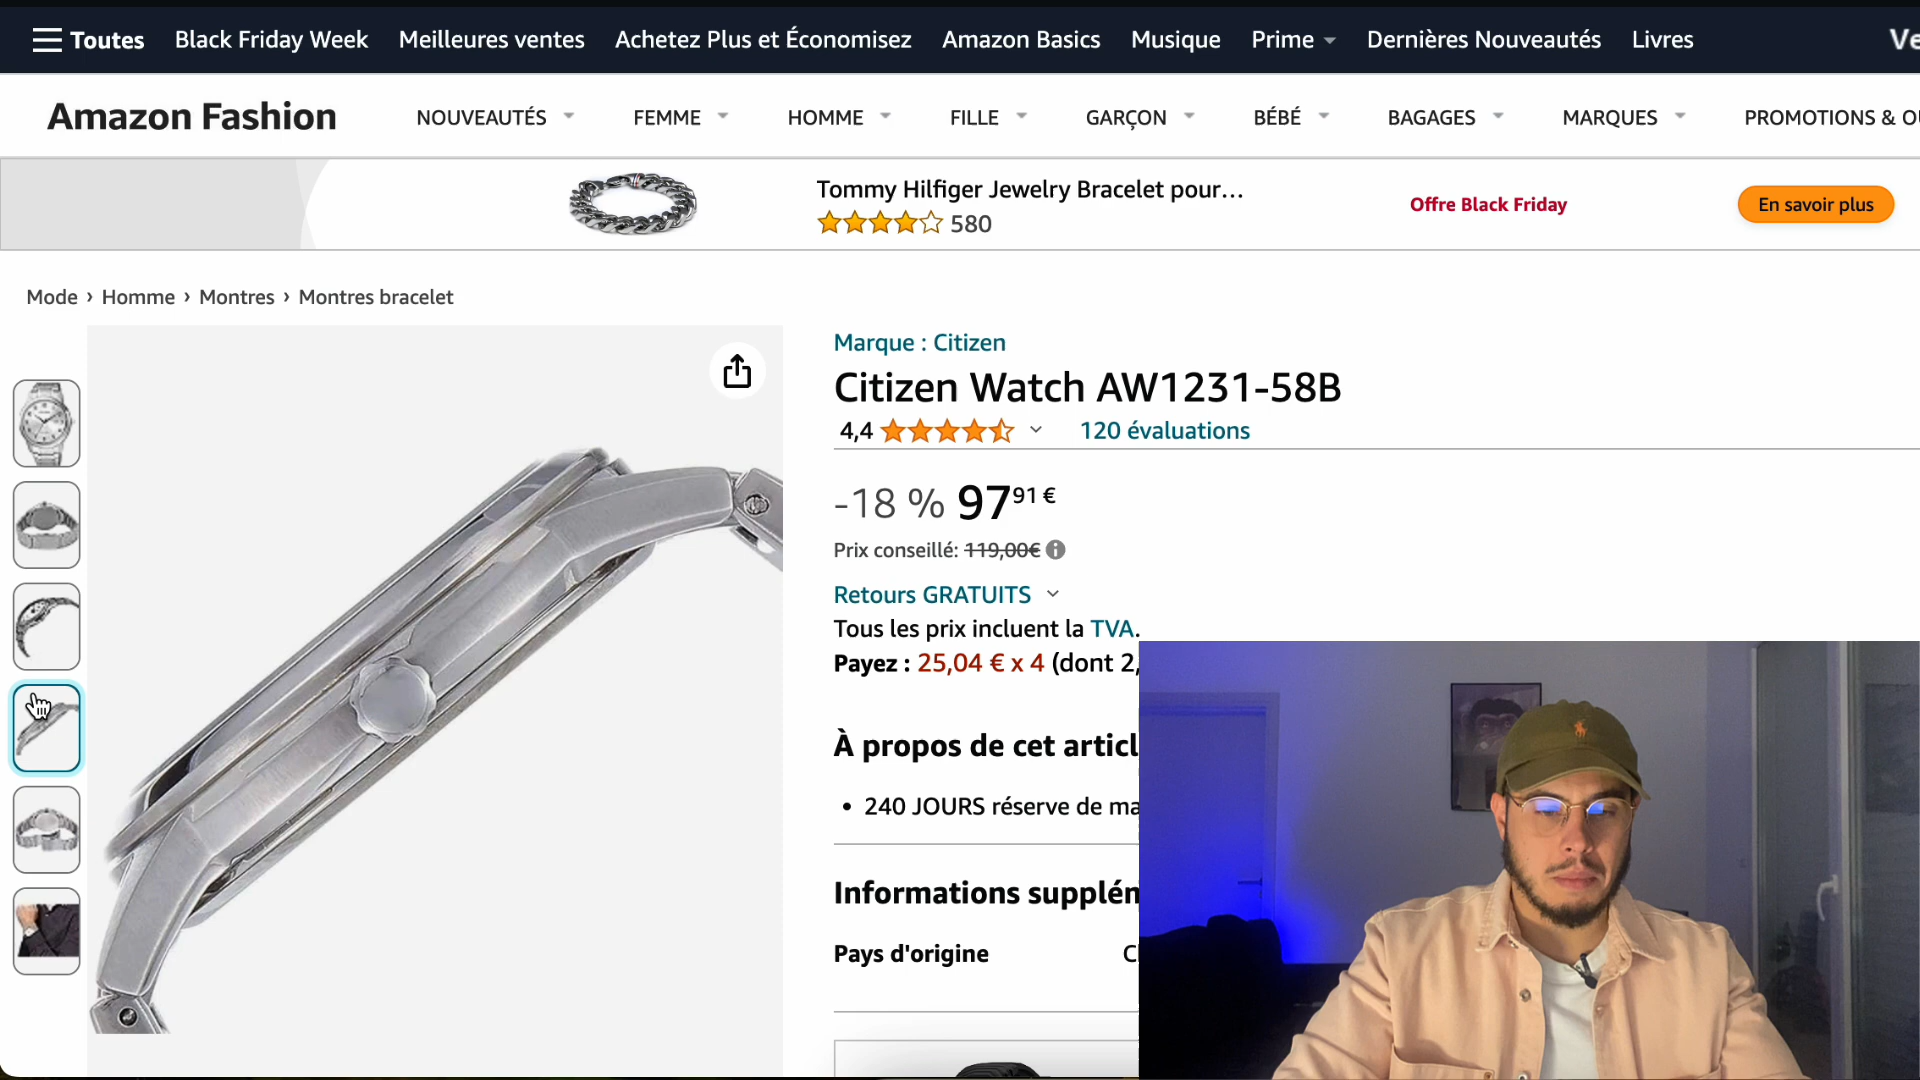 Toutes Black Friday Week Meilleures ventes Achetez Plus et Économisez Amazon Basics Musique Prime Dernières Nouveautés Livres
Amazon Fashion NOUVEAUTÉS FEMME HOMME FILLE GARÇON BÉBÉ BAGAGES MARQUES PROMOTIONS &
Tommy Hilfiger Jewelry Bracelet pour…
580
Offre Black Friday
En savoir plus
Mode › Homme › Montres › Montres bracelet
Marque : Citizen
Citizen Watch AW1231-58B
4,4 120 évaluations
-18 % 97,91 €
Prix conseillé: 119,00€
Retours GRATUITS
Tous les prix incluent la TVA.
Payez : 25,04 € x 4 (dont 2,
À propos de cet articl
• 240 JOURS réserve de ma
Informations supplém
Pays d'origine